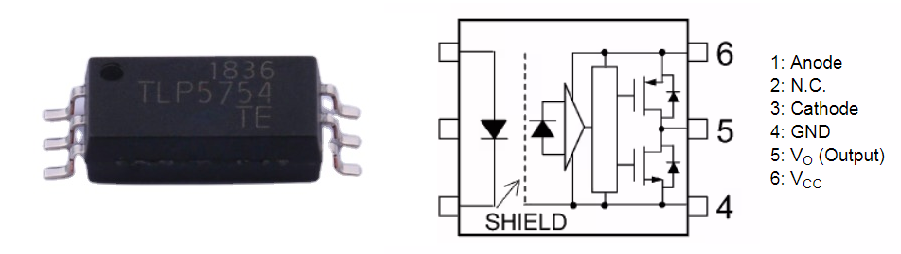 1836
TLP5754
TE
SHIELD
6
5
4
1: Anode
2: N.C.
3: Cathode
4: GND
5: VO (Output)
6: VCC